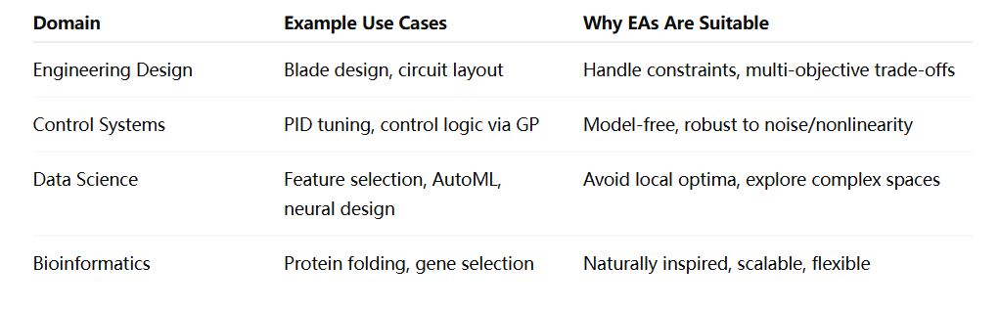 Domain Example Use Cases Why EAs Are Suitable
Engineering Design Blade design, circuit layout Handle constraints, multi-objective trade-offs
Control Systems PID tuning, control logic via GP Model-free, robust to noise/nonlinearity
Data Science Feature selection, AutoML, Avoid local optima, explore complex spaces
neural design
Bioinformatics Protein folding, gene selection Naturally inspired, scalable, flexible